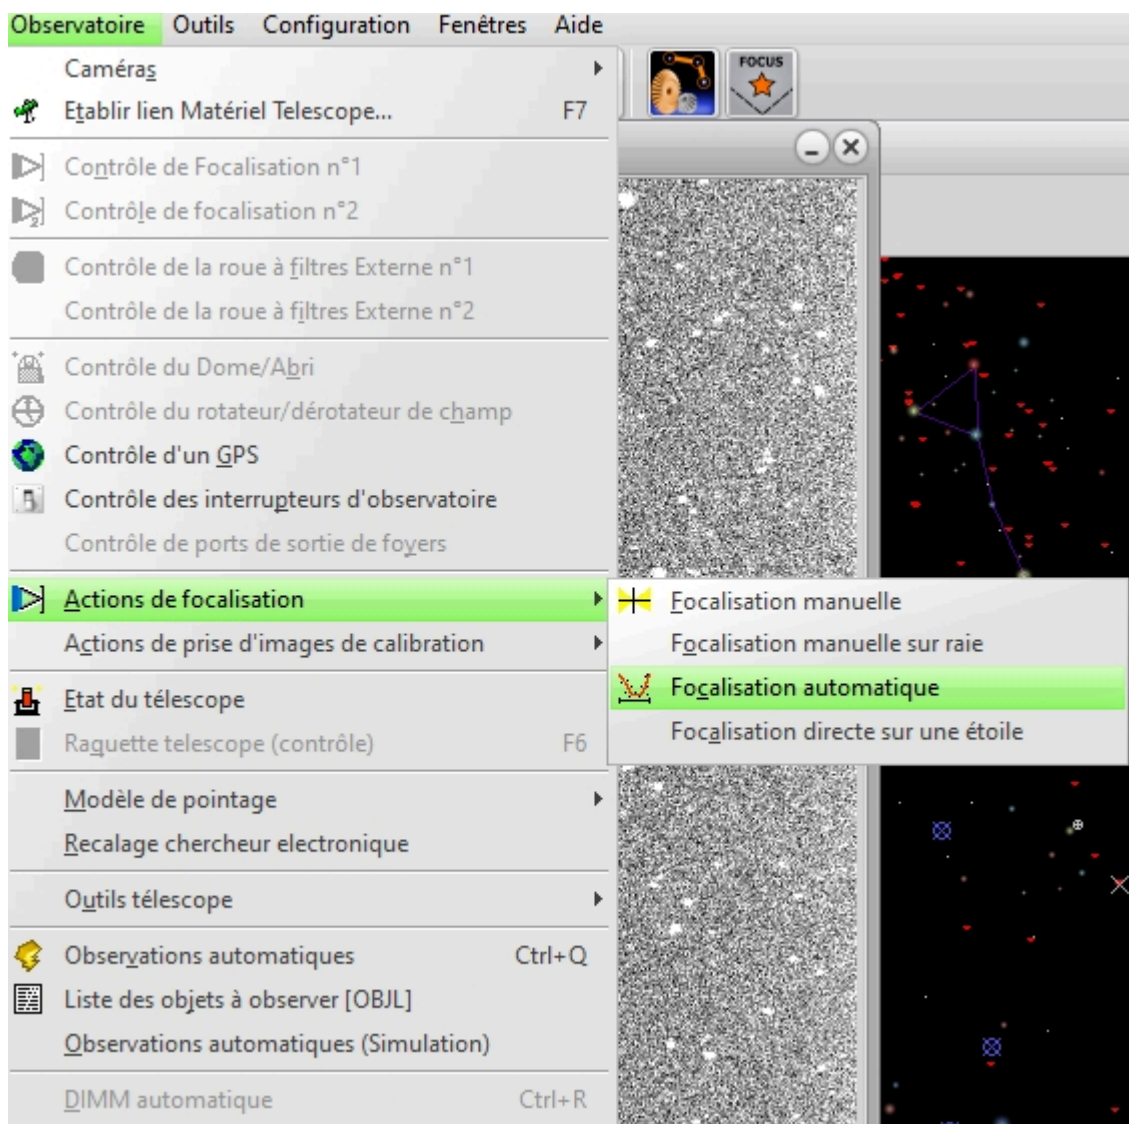 Observatoire Outils Configuration Fenêtres Aide
FOCUS
Caméras
Etablir lien Matériel Telescope... F7
Contrôle de Focalisation n°1
Contrôle de focalisation n°2
2
Contrôle de la roue à filtres Externe n°1
Contrôle de la roue à filtres Externe n°2
Contrôle du Dome/Abri
Contrôle du rotateur/dérotateur de champ
Contrôle d'un GPS
Contrôle des interrupteurs d'observatoire
Contrôle de ports de sortie de foyers
Actions de focalisation
Focalisation manuelle
Focalisation manuelle sur raie
Focalisation automatique
Focalisation directe sur une étoile
Actions de prise d'images de calibration
Etat du télescope
Raquette telescope (contrôle) F6
Modèle de pointage
Recalage chercheur electronique
Outils télescope
Observations automatiques Ctrl+Q
Liste des objets à observer [OBJL]
Observations automatiques (Simulation)
DIMM automatique Ctrl+R